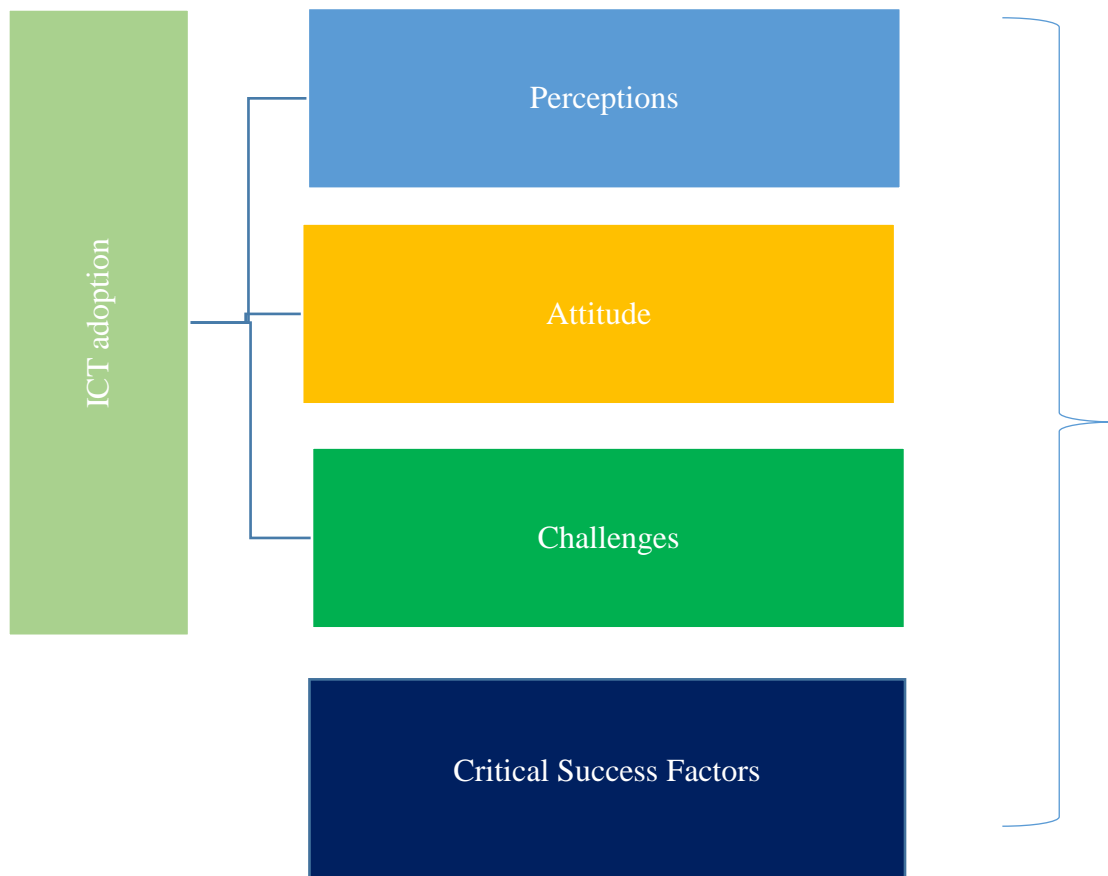 ICT adoption
Perceptions
Attitude
Challenges
Critical Success Factors